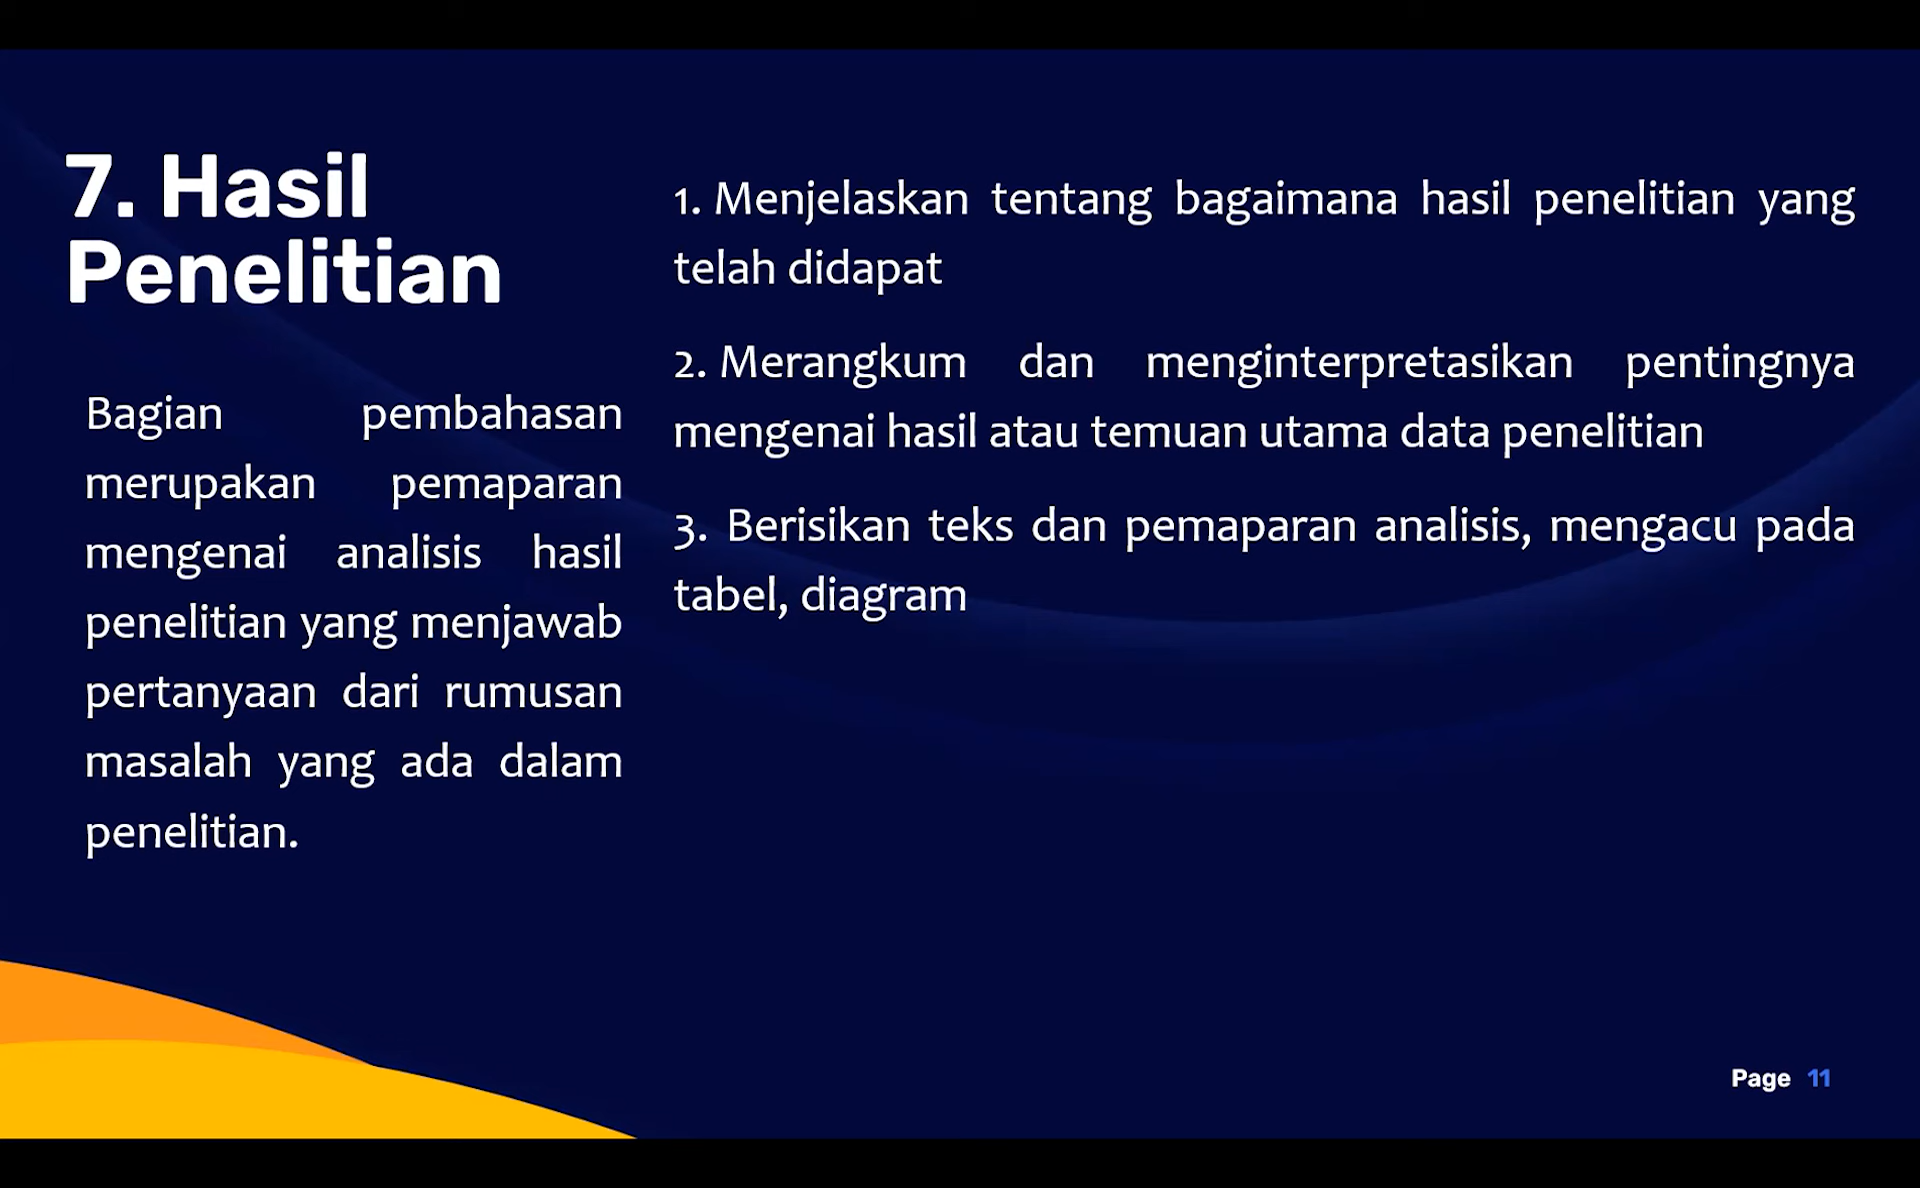 7. Hasil
Penelitian
Bagian pembahasan
merupakan pemaparan
mengenai analisis hasil
penelitian yang menjawab
pertanyaan dari rumusan
masalah yang ada dalam
penelitian.
1. Menjelaskan tentang bagaimana hasil penelitian yang
telah didapat
2. Merangkum dan menginterpretasikan pentingnya
mengenai hasil atau temuan utama data penelitian
3. Berisikan teks dan pemaparan analisis, mengacu pada
tabel, diagram
Page 11